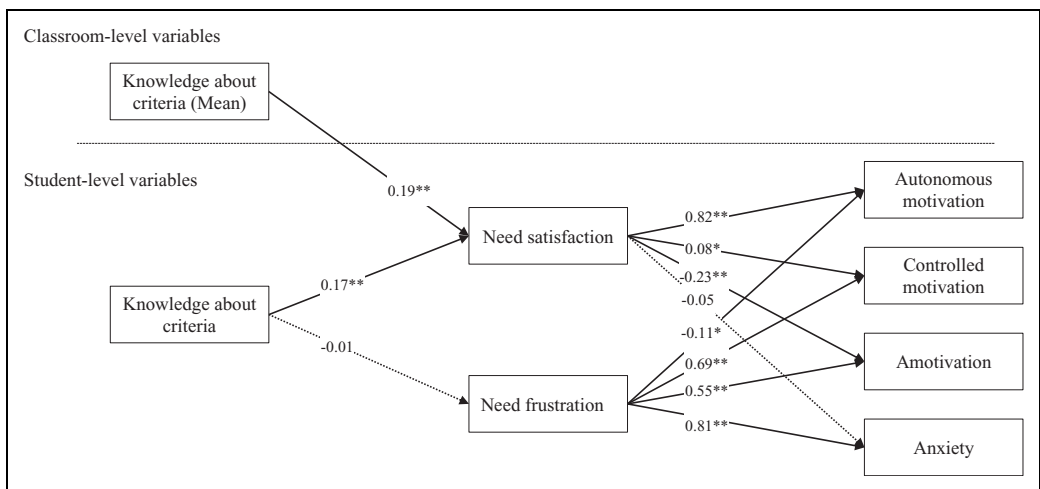 Classroom-level variables
Knowledge about
criteria (Mean)
Student-level variables
0.19**
Autonomous
motivation
Need satisfaction
0.82**
0.08*
Controlled
motivation
-0.23**
-0.05
Knowledge about
criteria
0.17**
-0.01
-0.11*
0.69**
Amotivation
Need frustration
0.55**
0.81**
Anxiety